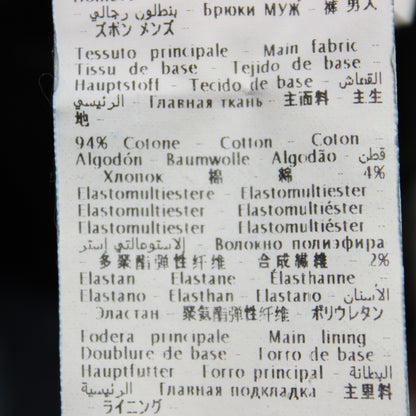 بنطلون رجالي - Брюки МУЖ - 裤 男人
- ズボン メンズ
Tessuto principale - Main fabric
Tissu de base - Tejido de base -
Hauptstoff - Tecido de base - القماش
الرئيسي - Главная ткань - 主面料 - 主生
地 -
94% Cotone - Cotton - Coton
Algodón - Baumwolle - Algodão - قطن
- Хлопок - 棉 - 綿 - - 4%
Elastomultiestere - Elastomultiester
Elastomultiester - Elastomultiéster
Elastomultiester - Elastomultiéster
الاستومالتي إستر - Волокно полиэфира
- 多聚酯弹性纤维 - 合成繊維 - 2%
Elastan - Elastane - Élasthanne -
Elastano - Elasthan - Elastano - الأستان
- Эластан - 聚氨酯弹性纤维 - ポリウレタン
Fodera principale - Main lining
Doublure de base - Forro de base -
Hauptfutter - Forro principal - البطانة
الرئيسية - Главная подкладка - 主里料
- ライニング